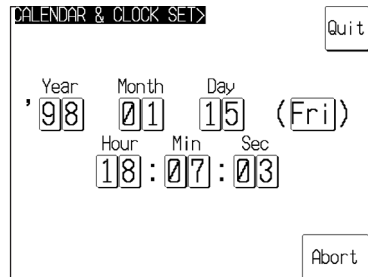 CALENDAR & CLOCK SET>
Quit
Year Month Day
'98 01 15 (Fri)
Hour Min Sec
18:07:03
Abort